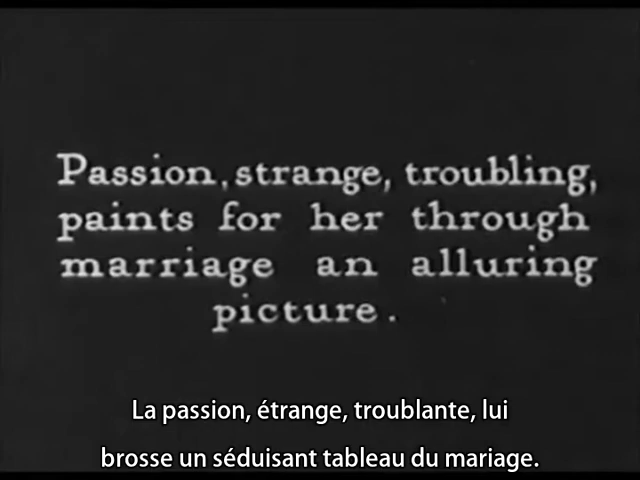 Passion, strange, troubling,
paints for her through
marriage an alluring
picture.
La passion, étrange, troublante, lui
brosse un séduisant tableau du mariage.